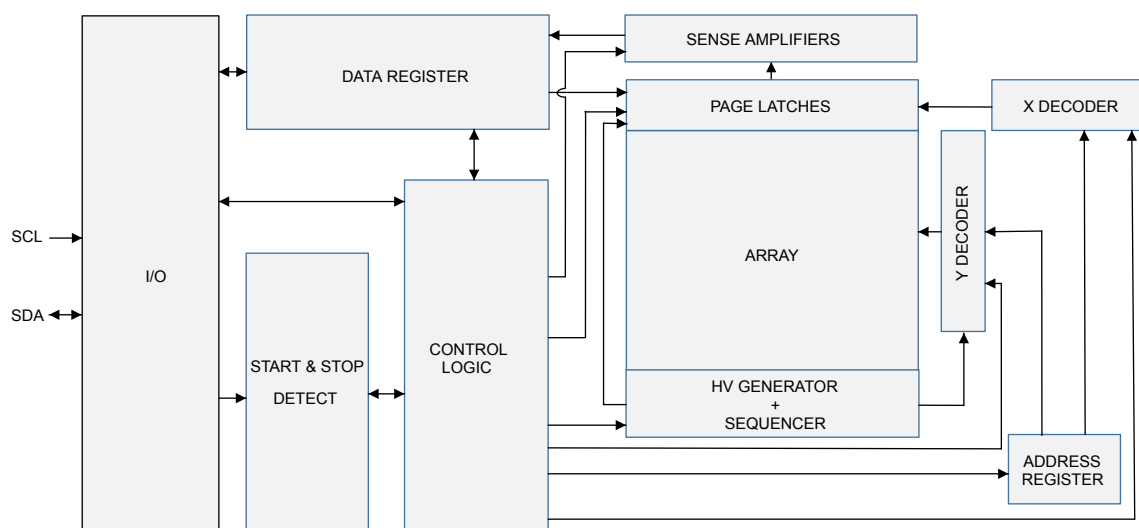 SENSE AMPLIFIERS
DATA REGISTER
PAGE LATCHES
X DECODER
SCL
I/O
SDA
START & STOP
DETECT
CONTROL
LOGIC
ARRAY
Y DECODER
HV GENERATOR
+
SEQUENCER
ADDRESS
REGISTER